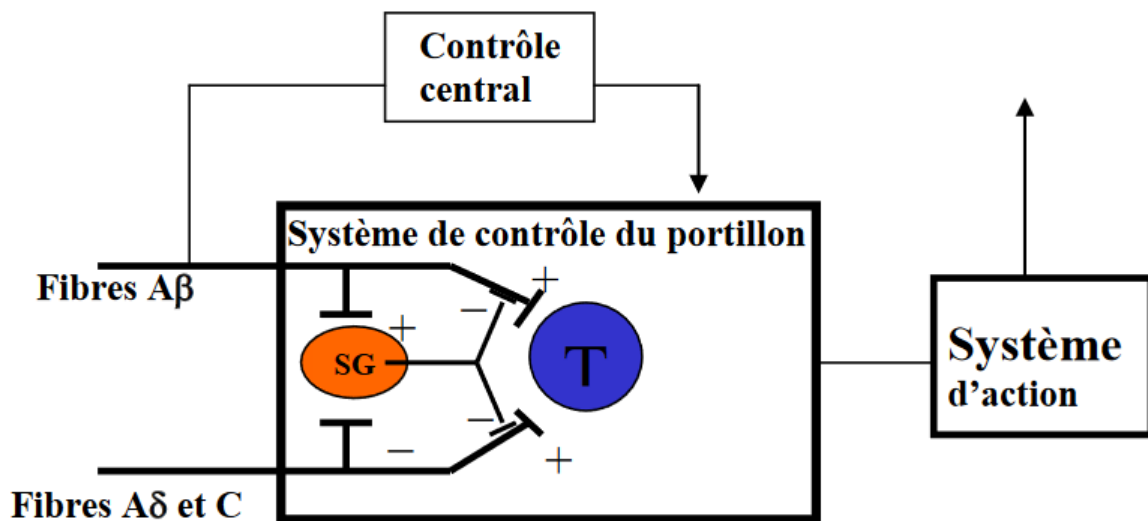 Contrôle
central
Système de contrôle du portillon
Fibres Aβ
+
−
+
SG
T
Système
d’action
−
−
+
Fibres Aδ et C